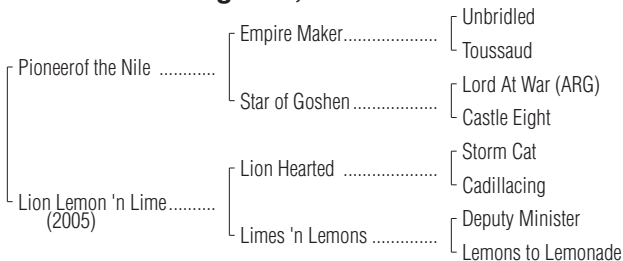 Unbridled
Empire Maker....................
Toussaud
Pioneerof the Nile ............
Lord At War (ARG)
Star of Goshen..................
Castle Eight
Storm Cat
Lion Hearted ....................
Cadillacing
Lion Lemon 'n Lime..........
(2005)
Deputy Minister
Limes 'n Lemons ..............
Lemons to Lemonade